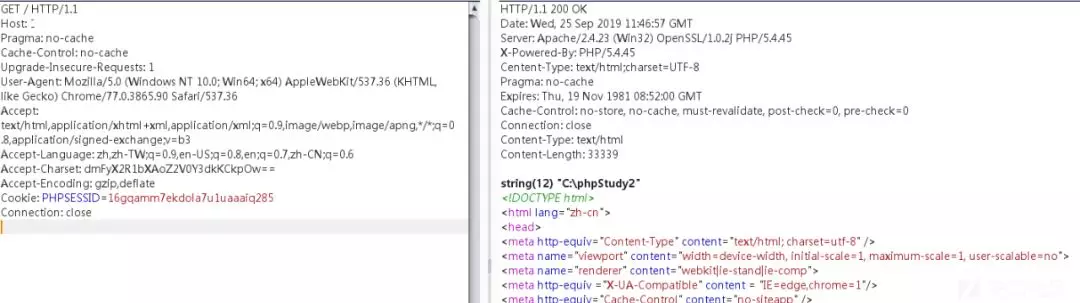 GET / HTTP/1.1
Host:
Pragma: no-cache
Cache-Control: no-cache
Upgrade-Insecure-Requests: 1
User-Agent: Mozilla/5.0 (Windows NT 10.0; Win64; x64) AppleWebKit/537.36 (KHTML,
like Gecko) Chrome/77.0.3865.90 Safari/537.36
Accept:
text/html,application/xhtml+xml,application/xml;q=0.9,image/webp,image/apng,*/*;q=0
.8,application/signed-exchange;v=b3
Accept-Language: zh,zh-TW;q=0.9,en-US;q=0.8,en;q=0.7,zh-CN;q=0.6
Accept-Charset: dmFyX2R1bXAoZ2V0Y3dkKCkpOw==
Accept-Encoding: gzip,deflate
Cookie: PHPSESSID=16gqamm7ekdola7u1uaaaiq285
Connection: close
HTTP/1.1 200 OK
Date: Wed, 25 Sep 2019 11:46:57 GMT
Server: Apache/2.4.23 (Win32) OpenSSL/1.0.2j PHP/5.4.45
X-Powered-By: PHP/5.4.45
Centent-Type: text/html;charset=UTF-8
Pragma: no-cache
Expires: Thu, 19 Nov 1981 08:52:00 GMT
Cache-Control: no-store, no-cache, must-revalidate, post-check=0, pre-check=0
Connection: close
Content-Type: text/html
Content-Length: 33339
string(12) "C:\phpStudy2"
<!DOCTYPE html>
<html lang="zh-cn">
<head>
<meta http-equiv="Content-Type" content="text/html; charset=utf-8" />
<meta name="viewport" content="width=device-width, initial-scale=1, maximum-scale=1, user-scalable=no">
<meta name="renderer" content="webkit|ie-stand|ie-comp">
<meta http-equiv ="X-UA-Compatible" content = "IE=edge,chrome=1"/>
<meta http-equiv="Cache-Control" content="no-siteapp" />